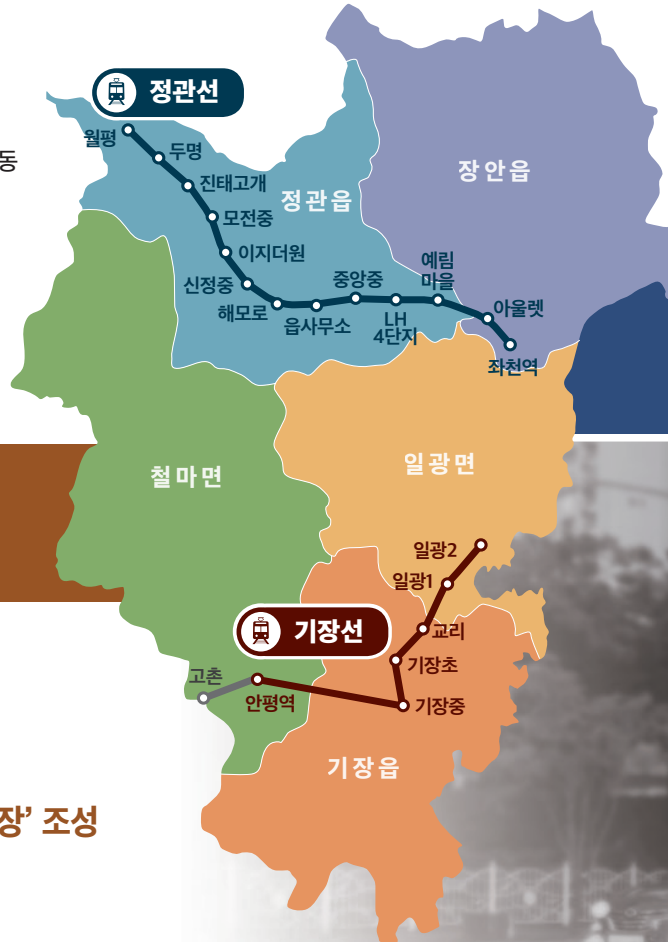 정관선
월평
두명
동
진태고개
정관읍
장안읍
모전중
이지더원
신정중
해모로
읍사무소
중앙중
LH
4단지
예림
마을
아울렛
좌천역
철마면
일광면
일광2
일광1
기장선
교리
기장초
고촌
안평역
기장중
기장읍
장’ 조성